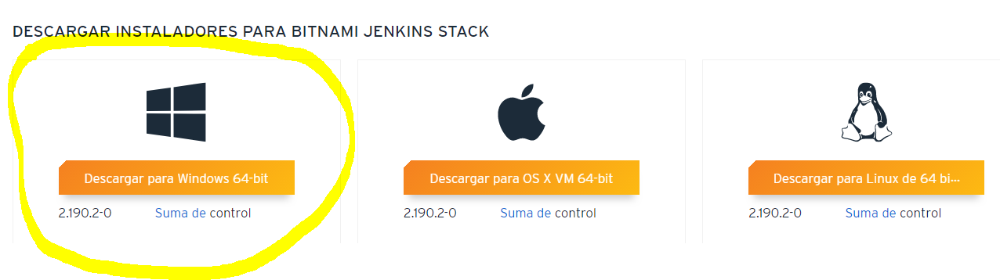 DESCARGAR INSTALADORES PARA BITNAMI JENKINS STACK
Descargar para Windows 64-bit
2.190.2-0 Suma de control
Descargar para OS X VM 64-bit
2.190.2-0 Suma de control
Descargar para Linux de 64 bi...
2.190.2-0 Suma de control